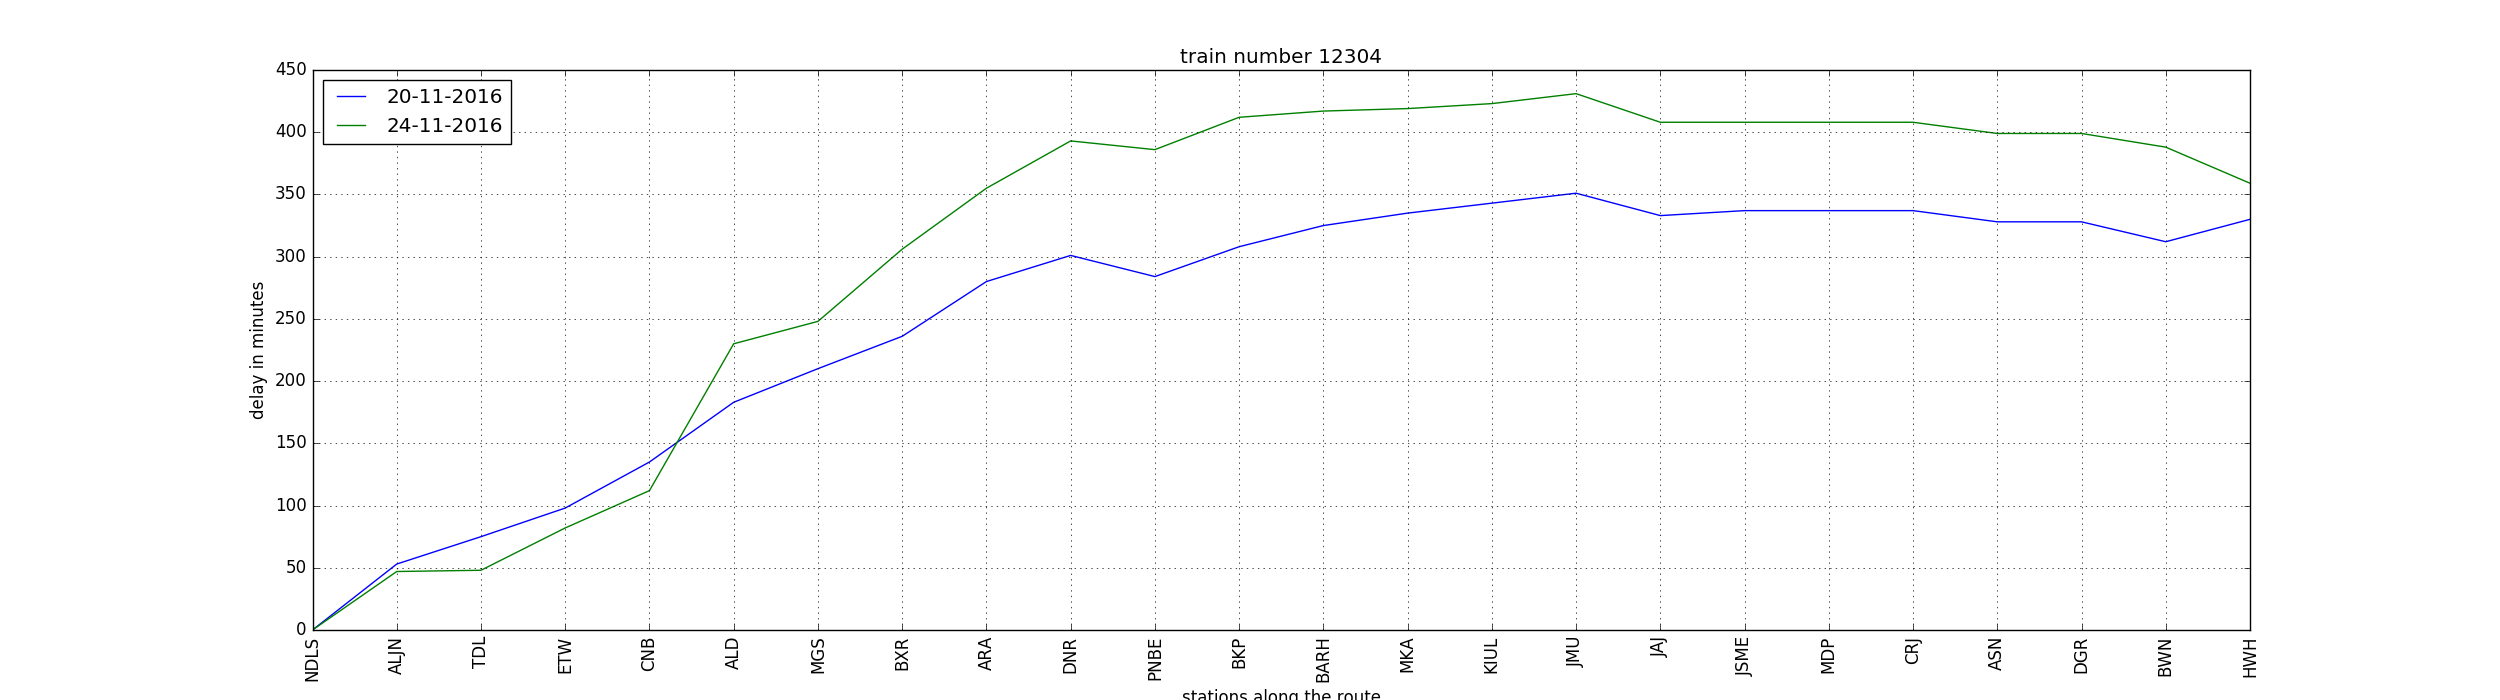 train number 12304
450
400
350
300
250
200
150
100
50
0
20-11-2016
24-11-2016
delay in minutes
NDLS
ALJN
TDL
ETW
CNB
ALD
MGS
BXR
ARA
DNR
PNBE
BKP
BARH
MKA
KIUL
JMU
JAJ
JSME
MDP
CRJ
ASN
DGR
BWN
HWH
stations along the route